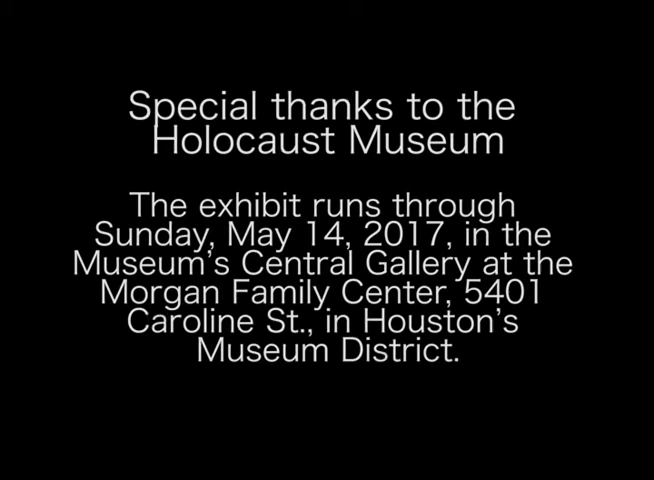 Special thanks to the
Holocaust Museum
The exhibit runs through
Sunday, May 14, 2017, in the
Museum's Central Gallery at the
Morgan Family Center, 5401
Caroline St., in Houston's
Museum District.